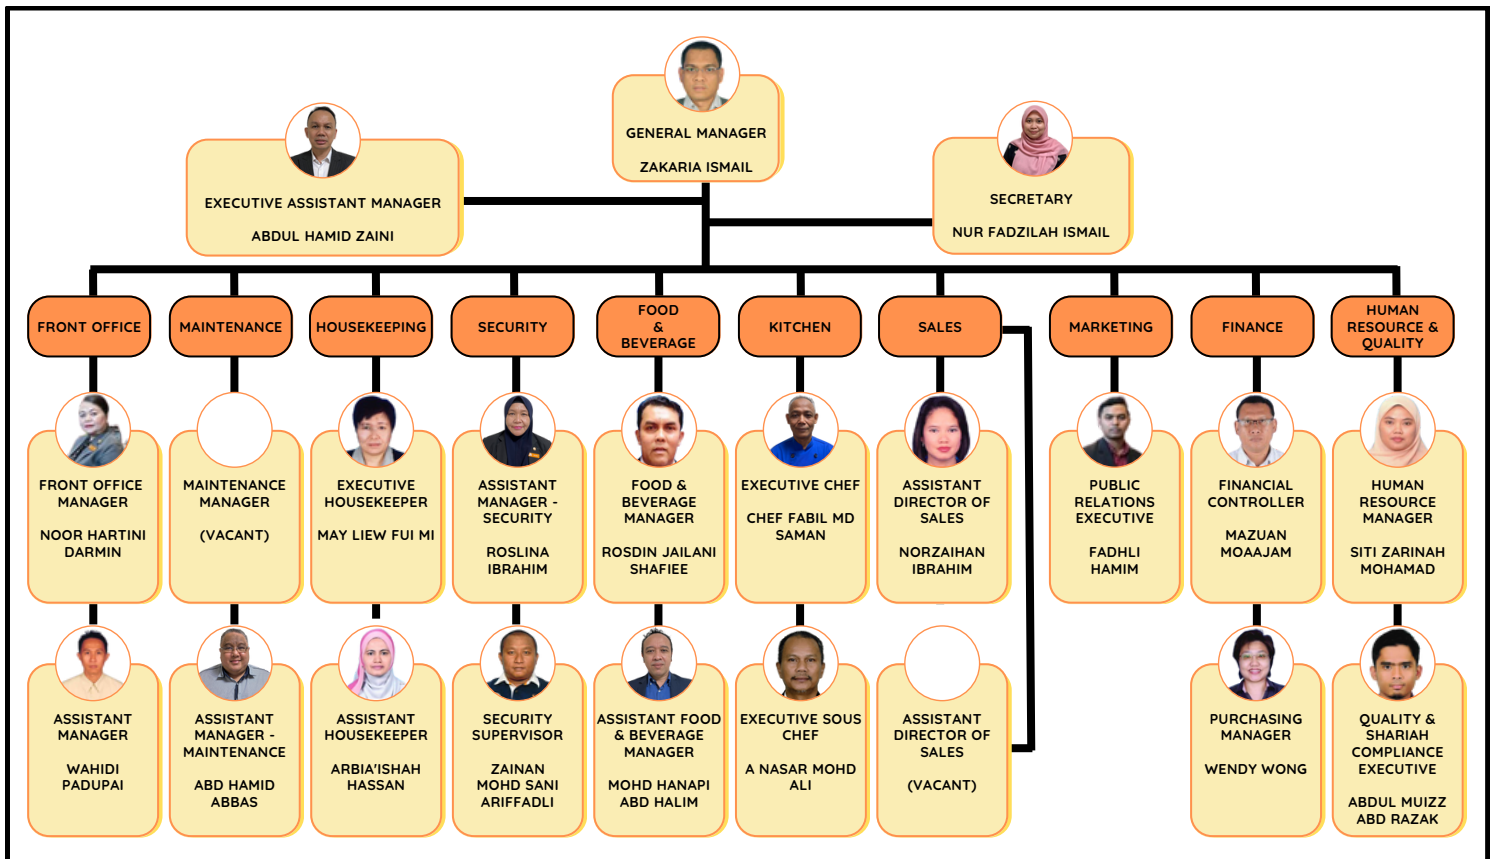 GENERAL MANAGER
ZAKARIA ISMAIL
EXECUTIVE ASSISTANT MANAGER
ABDUL HAMID ZAINI
SECRETARY
NUR FADZILAH ISMAIL
FRONT OFFICE
MAINTENANCE
HOUSEKEEPING
SECURITY
FOOD
&
BEVERAGE
KITCHEN
SALES
MARKETING
FINANCE
HUMAN
RESOURCE &
QUALITY
FRONT OFFICE
MANAGER
NOOR HARTINI
DARMIN
MAINTENANCE
MANAGER
(VACANT)
EXECUTIVE
HOUSEKEEPER
MAY LIEW FUI MI
ASSISTANT
MANAGER -
SECURITY
ROSLINA
IBRAHIM
FOOD &
BEVERAGE
MANAGER
ROSDIN JAILANI
SHAFIEE
EXECUTIVE CHEF
CHEF FABIL MD
SAMAN
ASSISTANT
DIRECTOR OF
SALES
NORZAIHAN
IBRAHIM
PUBLIC
RELATIONS
EXECUTIVE
FADHLI
HAMIM
FINANCIAL
CONTROLLER
MAZUAN
MOAAJAM
HUMAN
RESOURCE
MANAGER
SITI ZARINAH
MOHAMAD
ASSISTANT
MANAGER
WAHIDI
PADUPAI
ASSISTANT
MANAGER -
MAINTENANCE
ABD HAMID
ABBAS
ASSISTANT
HOUSEKEEPER
ARBIA'ISHAH
HASSAN
SECURITY
SUPERVISOR
ZAINAN
MOHD SANI
ARIFFADLI
ASSISTANT FOOD
& BEVERAGE
MANAGER
MOHD HANAPI
ABD HALIM
EXECUTIVE SOUS
CHEF
A NASAR MOHD
ALI
ASSISTANT
DIRECTOR OF
SALES
(VACANT)
PURCHASING
MANAGER
WENDY WONG
QUALITY &
SHARIAH
COMPLIANCE
EXECUTIVE
ABDUL MUIZZ
ABD RAZAK